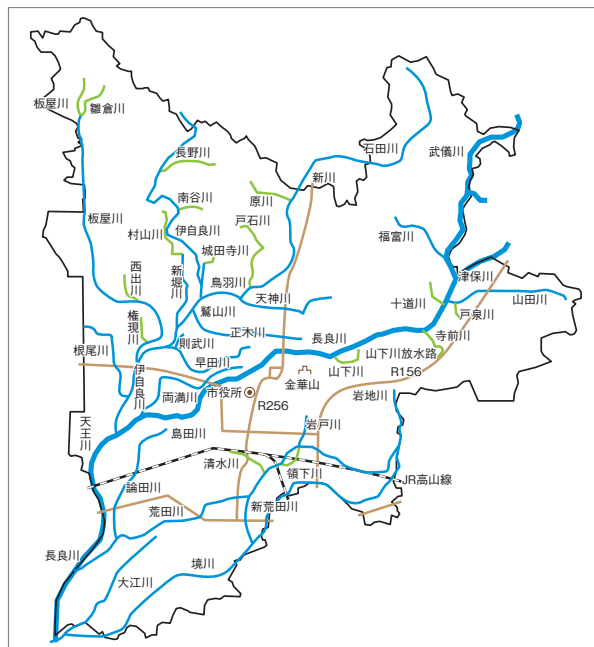 板屋川
雛倉川
長野川
石田川
武儀川
新川
南谷川
原川
戸石川
板屋川
村山川
伊自良川
城田寺川
福富川
西出川
新堀川
鳥羽川
津保川
天神川
十道川
山田川
戸泉川
権現川
鷲山川
正木川
長良川
寺前川
根尾川
則武川
早田川
山下川放水路
山下川
伊自良川
両満川
市役所
金華山
R156
R256
岩地川
天王川
島田川
岩戸川
清水川
領下川
JR高山線
論田川
荒田川
新荒田川
長良川
境川
大江川